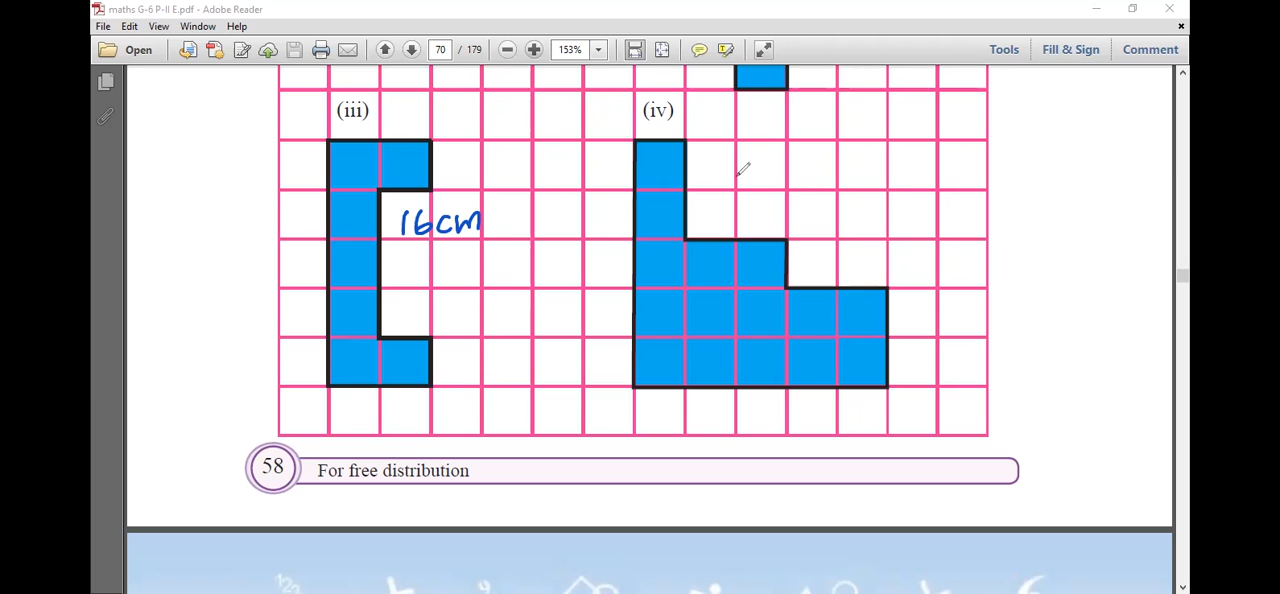 maths G-6 P-II E.pdf - Adobe Reader
File Edit View Window Help
Open 70 / 179 153% Tools Fill & Sign Comment
(iii) (iv)
16cm
58 For free distribution